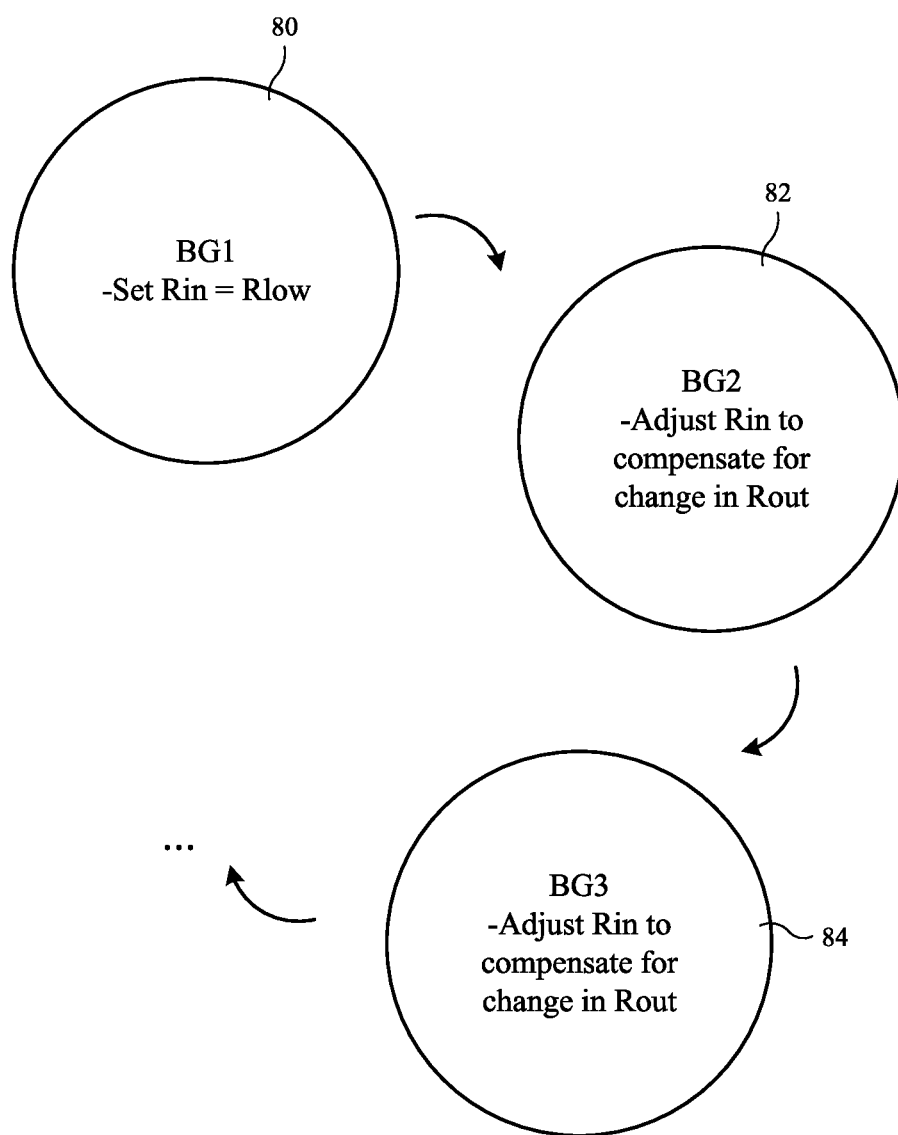 80
BG1
-Set Rin = Rlow
82
BG2
-Adjust Rin to
compensate for
change in Rout
...
BG3
-Adjust Rin to
compensate for
change in Rout
84